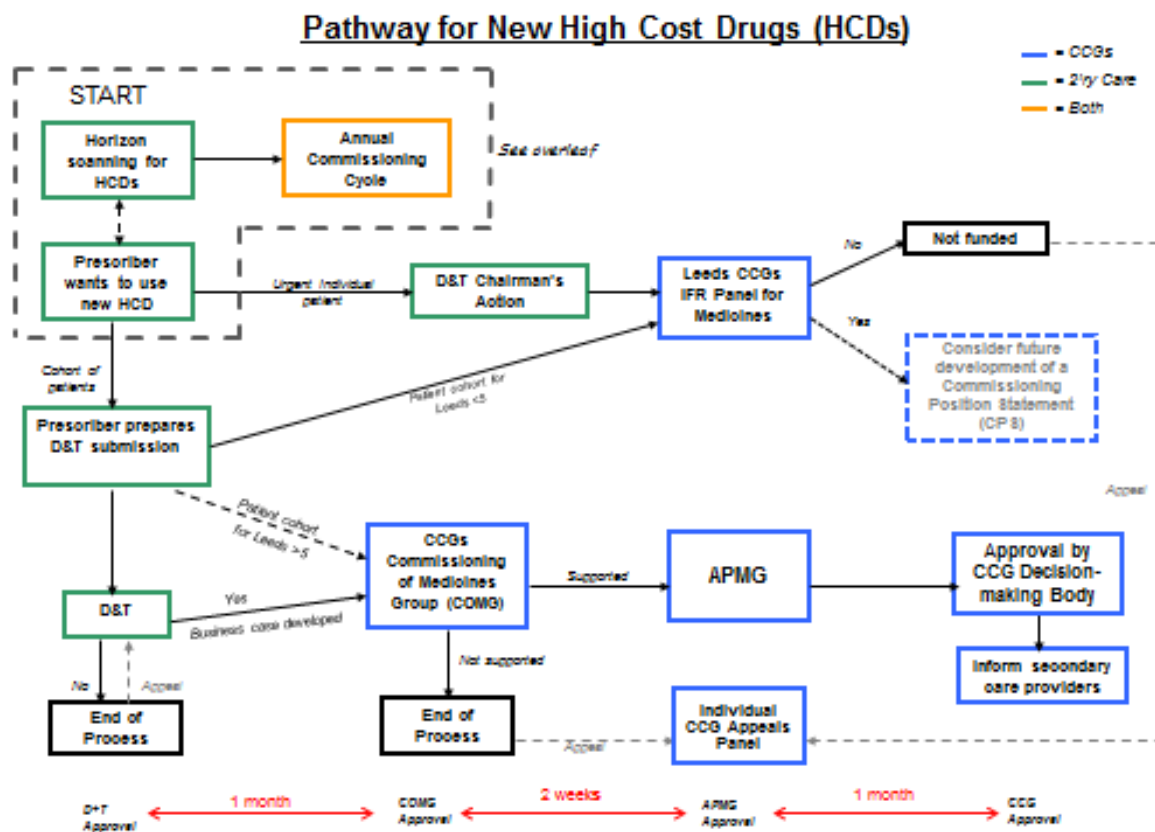 Pathway for New High Cost Drugs (HCDs)
= CCGs
= 2'ry Care
= Both
START
Horizon
scanning for
HCDs
Annual
Commissioning
Cycle
See overleaf
Prescriber
wants to use
new HCD
Urgent Individual
patient
D&T Chairman's
Action
Leeds CCGs
IFR Panel for
Medicines
No
Not funded
Yes
Consider future
development of a
Commissioning
Position Statement
(CPS)
Cohort of
patients
Patient cohort for
Leeds <5
Prescriber prepares
D&T submission
Appeal
Patient cohort
for Leeds >5
CCGs
Commissioning
of Medicines
Group (COMG)
Supported
APMG
Approval by
CCG Decision-
making Body
D&T
Yes
Business case developed
No
Appeal
Not supported
Inform secondary
care providers
End of
Process
End of
Process
Appeal
Individual
CCG Appeals
Panel
D+T
Approval
1 month
COMG
Approval
2 weeks
APMG
Approval
1 month
CCG
Approval